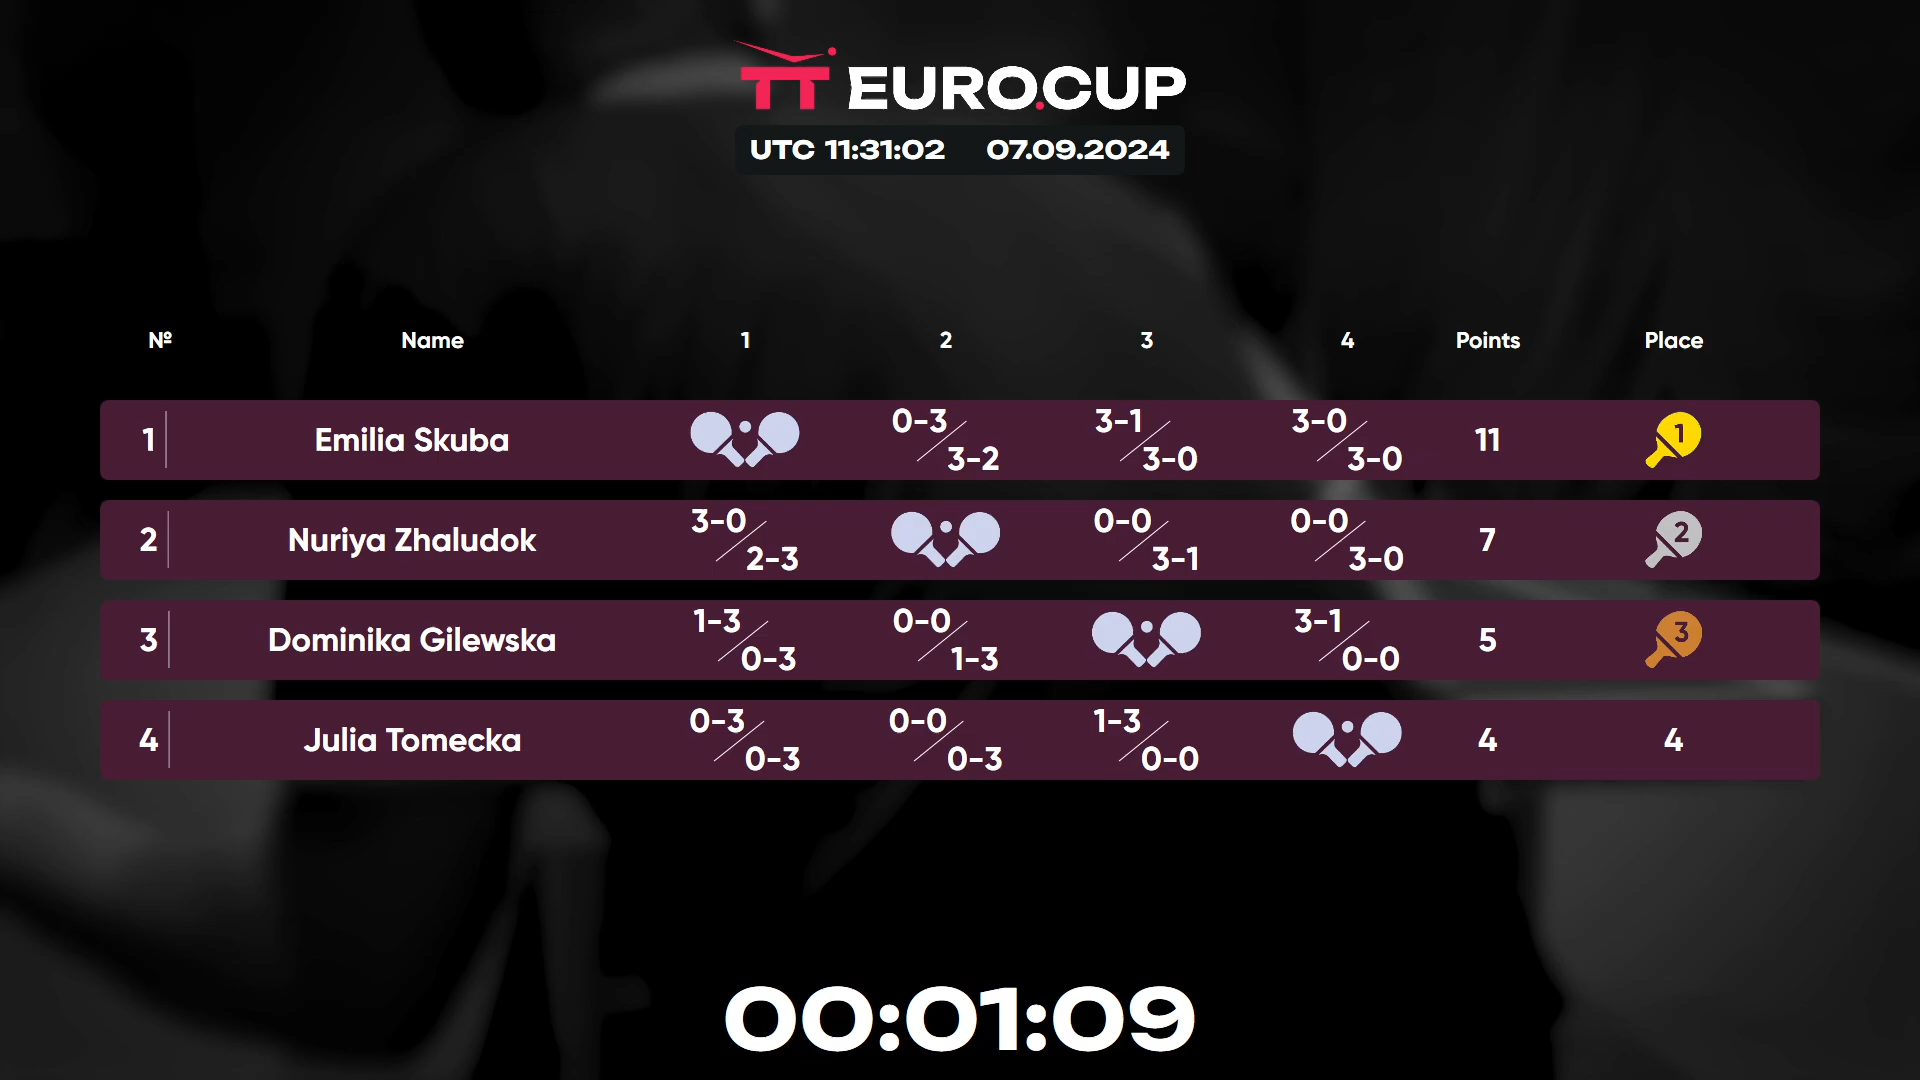 TT EURO.CUP
UTC 11:31:02 07.09.2024
Nº Name 1 2 3 4 Points Place
1 Emilia Skuba 0-3 3-2 3-1 3-0 3-0 3-0 11 1
2 Nuriya Zhaludok 3-0 2-3 0-0 3-1 0-0 3-0 7 2
3 Dominika Gilewska 1-3 0-3 0-0 1-3 3-1 0-0 5 3
4 Julia Tomecka 0-3 0-3 0-0 0-3 1-3 0-0 4 4
00:01:09